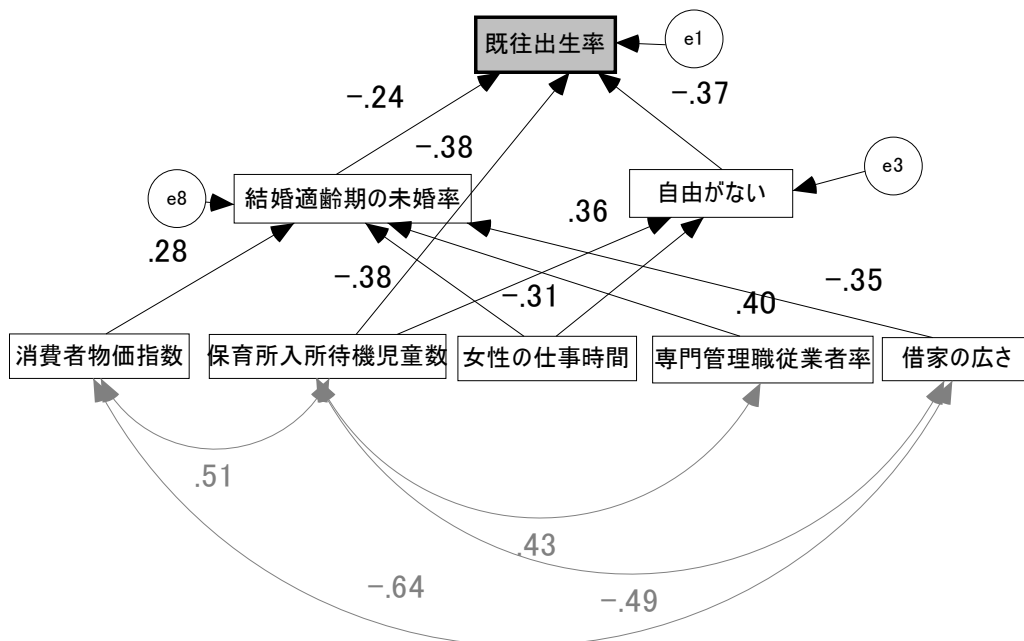 既往出生率
e1
-.24
-.37
-.38
結婚適齢期の未婚率
自由がない
e8
e3
.28
.36
-.38
-.31
.40
-.35
消費者物価指数
保育所入所待機児童数
女性の仕事時間
専門管理職従業者率
借家の広さ
.51
.43
-.64
-.49